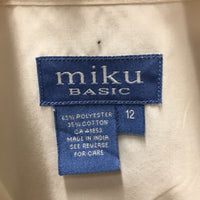 miku
BASIC
65% POLYESTER
35% COTTON
CA 41853
MADE IN INDIA
SEE REVERSE
FOR CARE
12